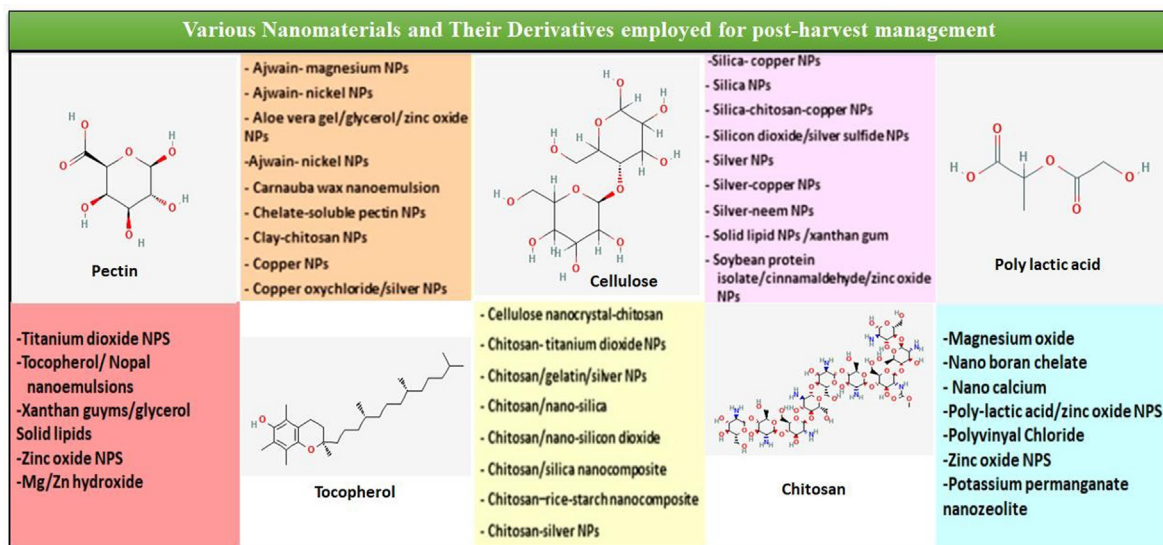 Various Nanomaterials and Their Derivatives employed for post-harvest management
Pectin
- Ajwain- magnesium NPs
- Ajwain- nickel NPs
- Aloe vera gel/glycerol/zinc oxide
NPs
-Ajwain- nickel NPs
- Carnauba wax nanoemulsion
- Chelate-soluble pectin NPs
- Clay-chitosan NPs
- Copper NPs
- Copper oxychloride/silver NPs
Cellulose
-Silica- copper NPs
- Silica NPs
- Silica-chitosan-copper NPs
- Silicon dioxide/silver sulfide NPs
- Silver NPs
- Silver-copper NPs
- Silver-neem NPs
- Solid lipid NPs /xanthan gum
- Soybean protein
isolate/cinnamaldehyde/zinc oxide
NPs
Poly lactic acid
-Titanium dioxide NPS
-Tocopherol/ Nopal
nanoemulsions
-Xanthan guyms/glycerol
Solid lipids
-Zinc oxide NPS
-Mg/Zn hydroxide
Tocopherol
- Cellulose nanocrystal-chitosan
- Chitosan- titanium dioxide NPs
- Chitosan/gelatin/silver NPs
- Chitosan/nano-silica
- Chitosan/nano-silicon dioxide
- Chitosan/silica nanocomposite
- Chitosan–rice-starch nanocomposite
- Chitosan-silver NPs
Chitosan
-Magnesium oxide
-Nano boran chelate
- Nano calcium
-Poly-lactic acid/zinc oxide NPS
-Polyvinyal Chloride
-Zinc oxide NPS
-Potassium permanganate
nanozeolite